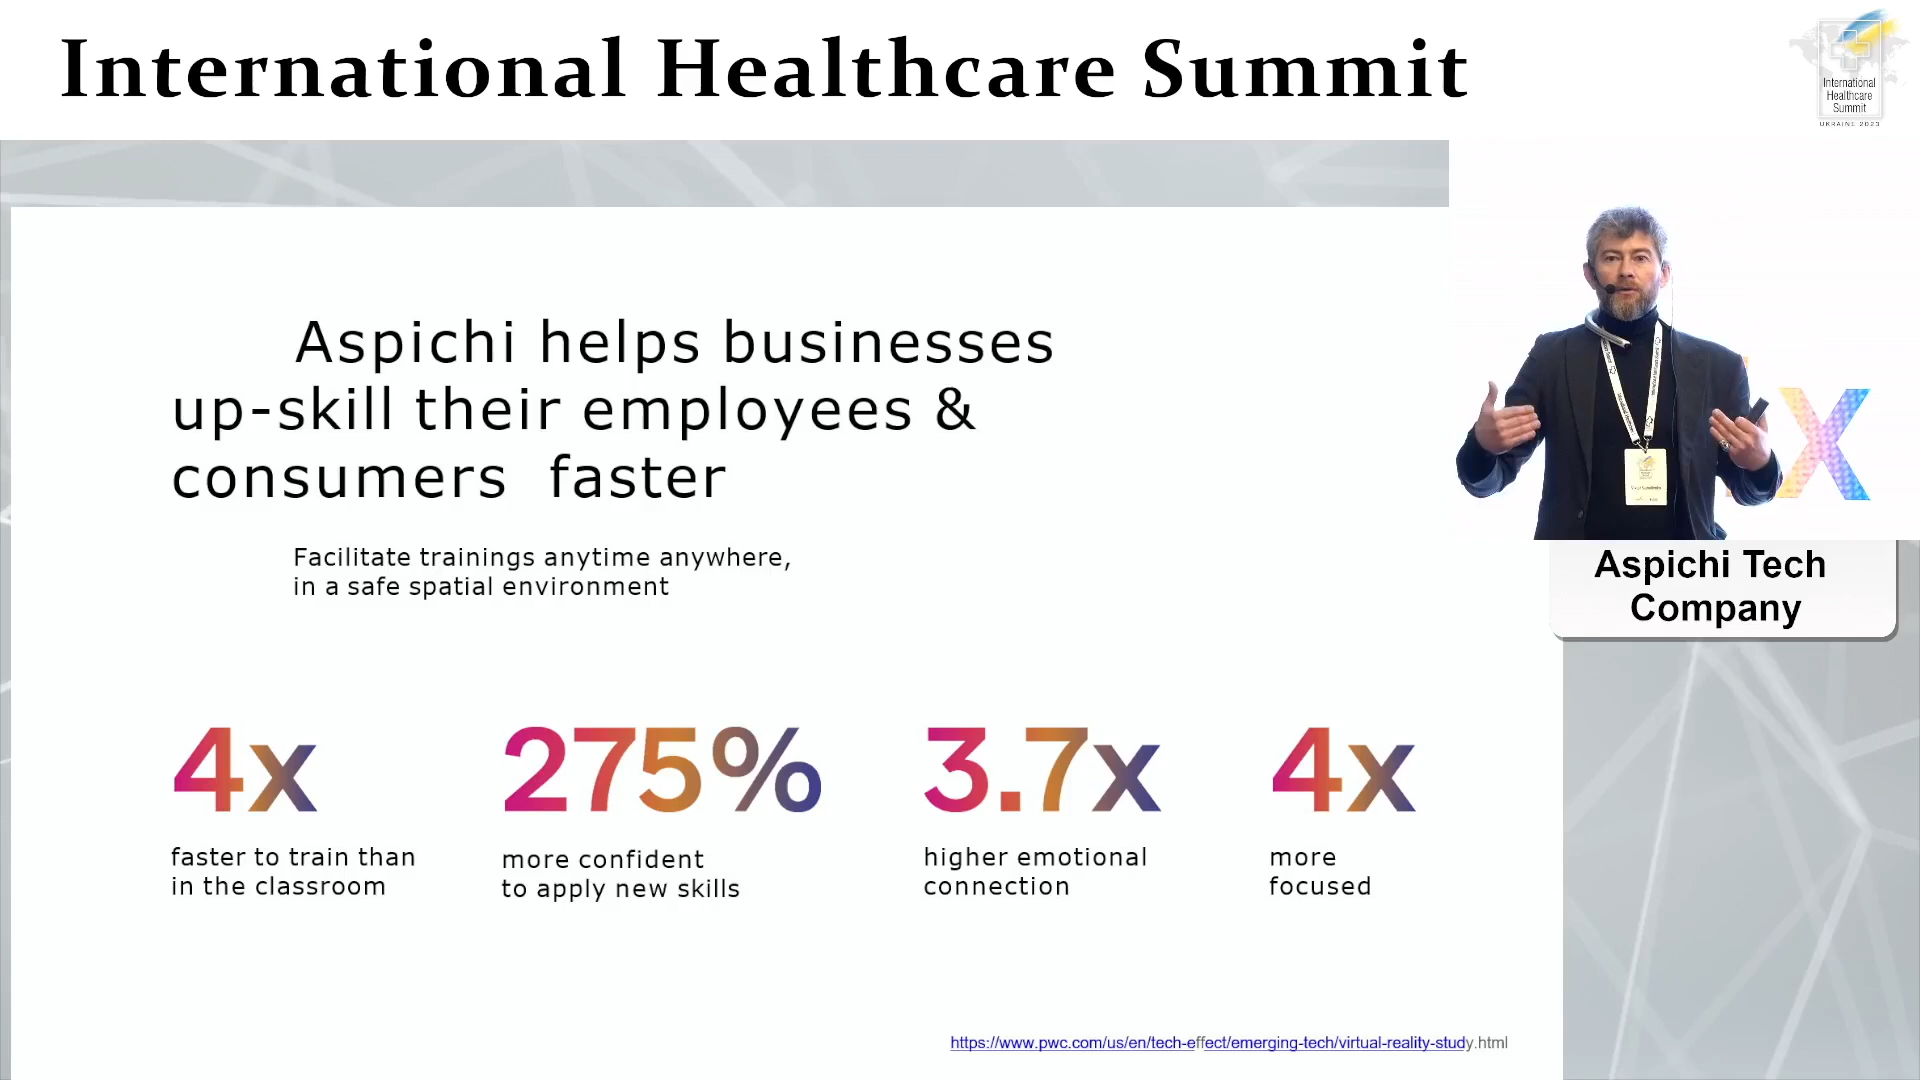 International Healthcare Summit
International
Healthcare
Summit
UKRAINE 2023
Aspichi helps businesses
up-skill their employees &
consumers faster
Facilitate trainings anytime anywhere,
in a safe spatial environment
X
Aspichi Tech
Company
4x
faster to train than
in the classroom
275%
more confident
to apply new skills
3.7x
higher emotional
connection
4x
more
focused
https://www.pwc.com/us/en/tech-effect/emerging-tech/virtual-reality-study.html